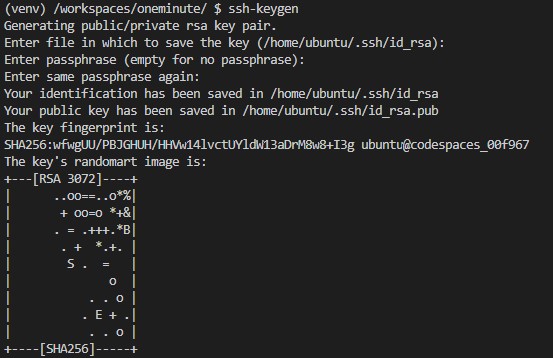 (venv) /workspaces/oneminute/ $ ssh-keygen
Generating public/private rsa key pair.
Enter file in which to save the key (/home/ubuntu/.ssh/id_rsa):
Enter passphrase (empty for no passphrase):
Enter same passphrase again:
Your identification has been saved in /home/ubuntu/.ssh/id_rsa
Your public key has been saved in /home/ubuntu/.ssh/id_rsa.pub
The key fingerprint is:
SHA256:wfwgUU/PBJGHUH/HHVw14lvctUYldW13aDrM8w8+I3g ubuntu@codespaces_00f967
The key's randomart image is:
+---[RSA 3072]----+
|      ..oo==..o*%|
|       + oo=o *+&|
|      . = .+++.*B|
|       . +  *.+. |
|        S .  =   |
|              o  |
|           . . o |
|          . E + .|
|           . . o |
+----[SHA256]-----+